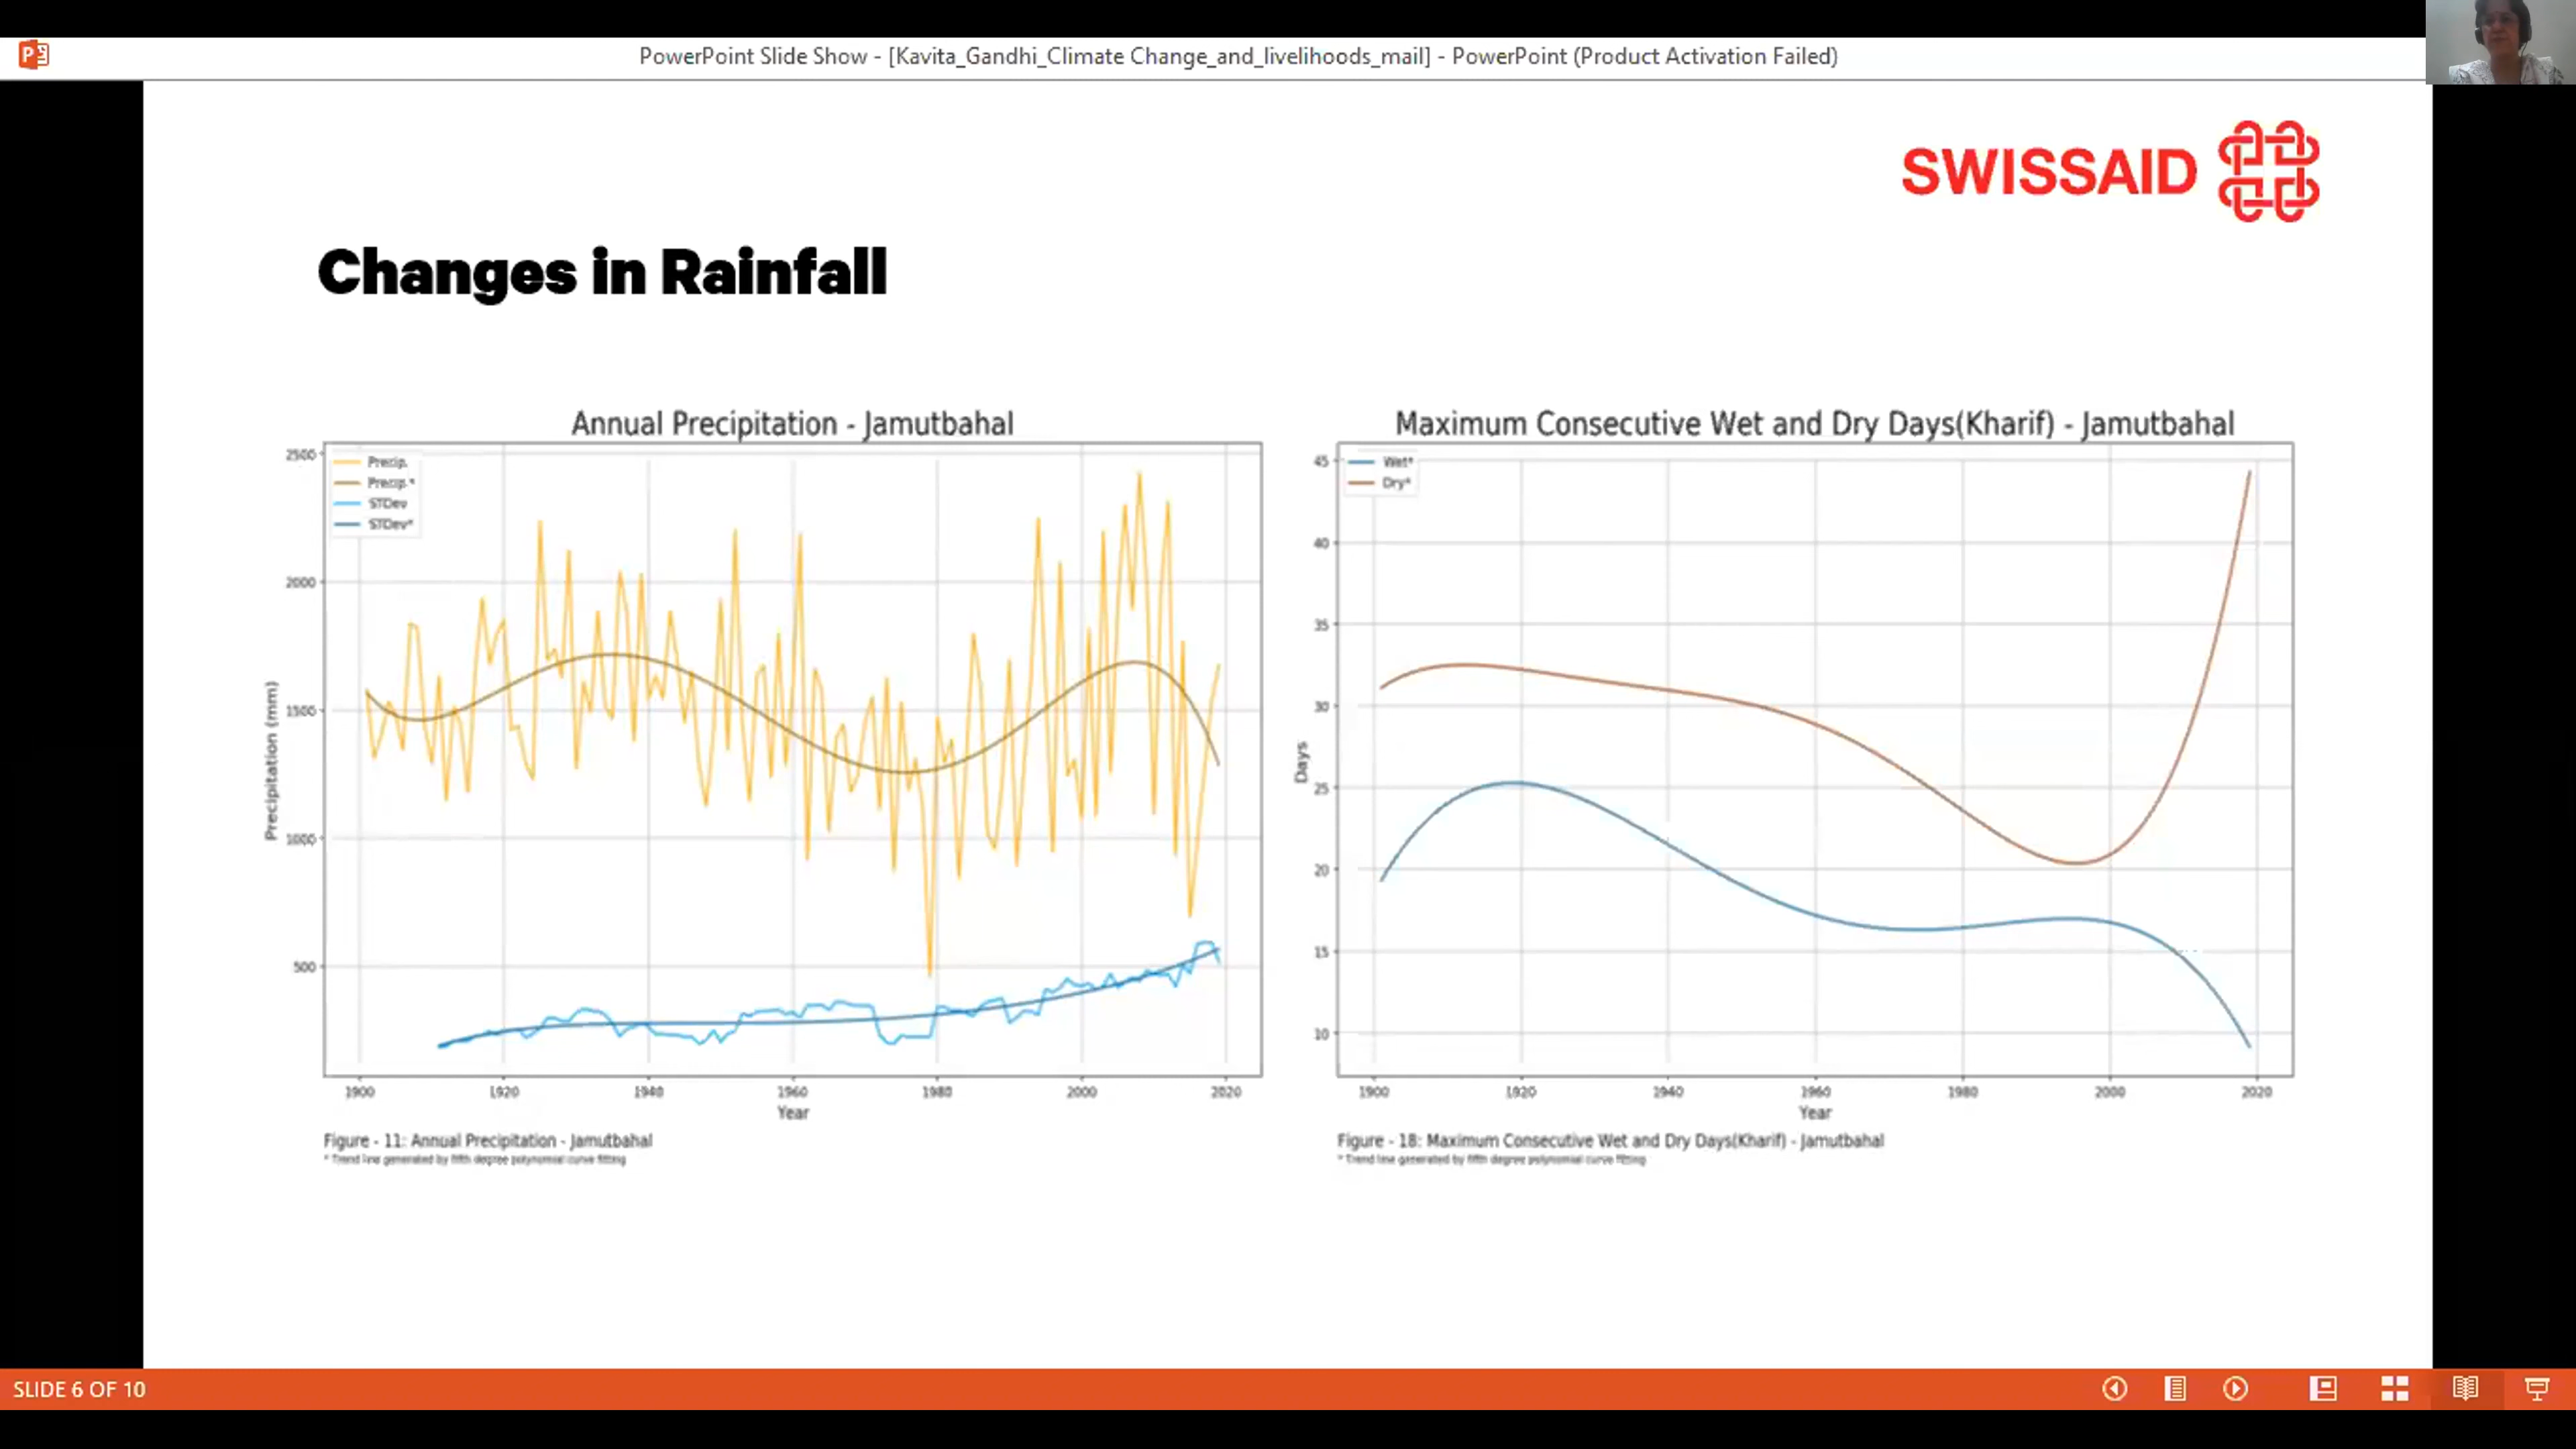 PowerPoint Slide Show - [Kavita_Gandhi_Climate Change_and_livelihoods_mail] - PowerPoint (Product Activation Failed)
SWISSAID
Changes in Rainfall
Annual Precipitation - Jamutbahal
2500
2000
1500
1000
500
Precipitation (mm)
Precip.
Precip.*
STDev
STDev*
1900 1920 1940 1960 1980 2000 2020
Year
Figure - 11: Annual Precipitation - Jamutbahal
* Trend line generated by fifth degree polynomial curve fitting
Maximum Consecutive Wet and Dry Days(Kharif) - Jamutbahal
45
40
35
30
25
20
15
10
Days
Wet*
Dry*
1900 1920 1940 1960 1980 2000 2020
Year
Figure - 18: Maximum Consecutive Wet and Dry Days(Kharif) - Jamutbahal
* Trend line generated by fifth degree polynomial curve fitting
SLIDE 6 OF 10